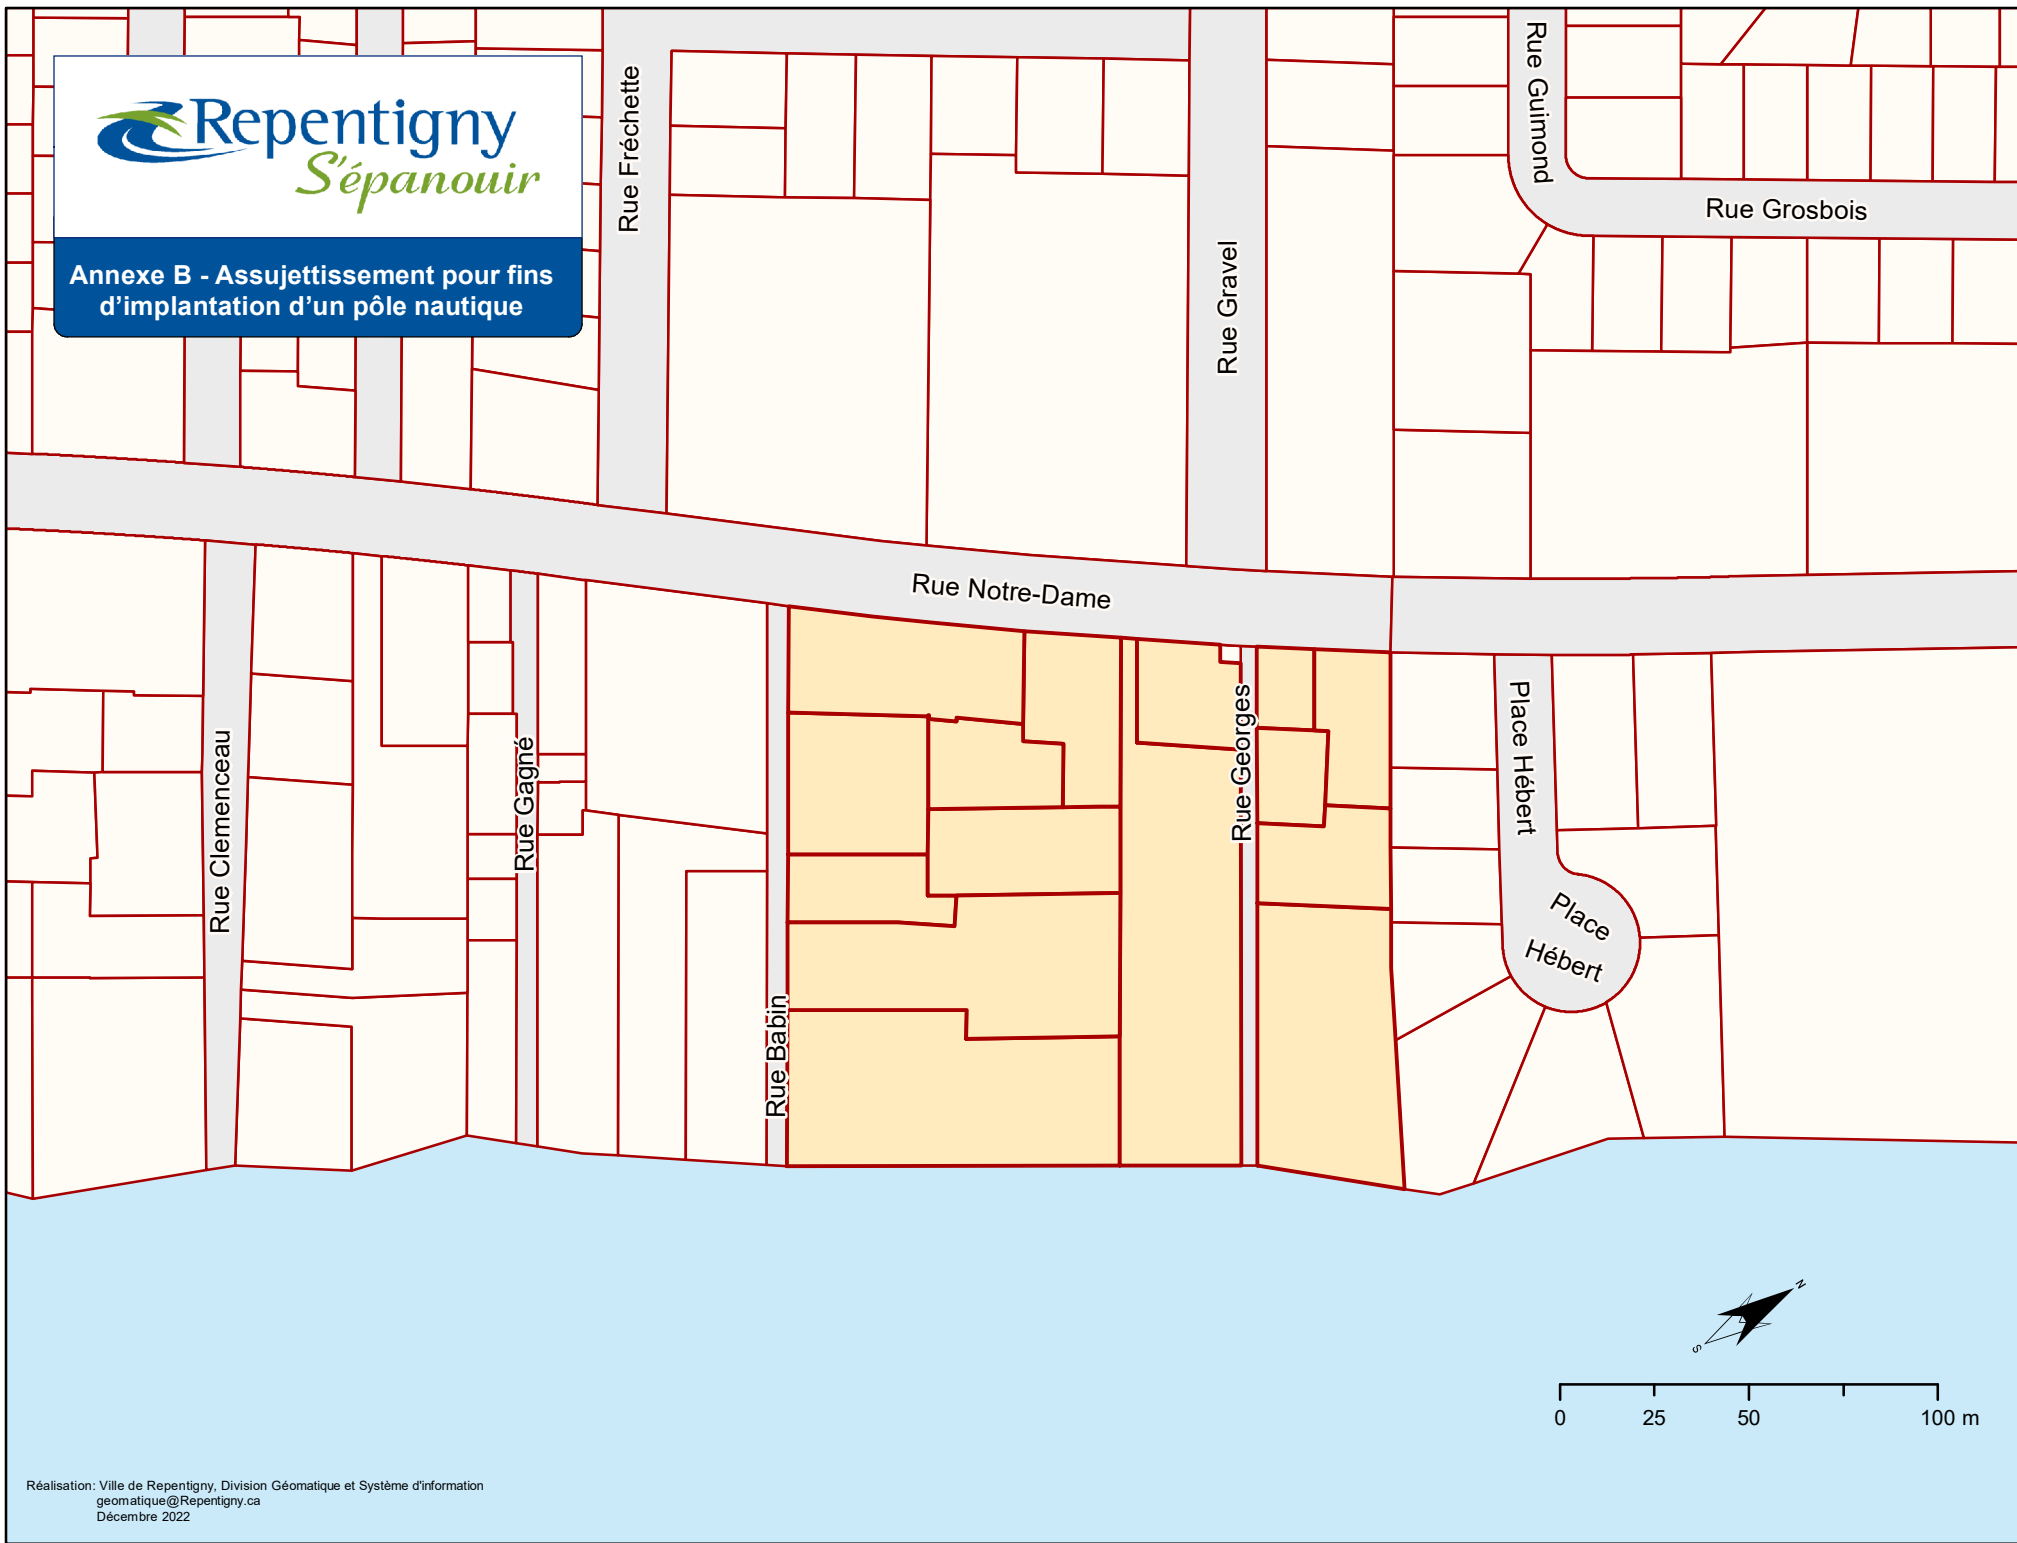 Repentigny
S'épanouir
Annexe B - Assujettissement pour fins
d'implantation d'un pôle nautique
Rue Fréchette
Rue Gravel
Rue Guimond
Rue Grosbois
Rue Notre-Dame
Rue Clemenceau
Rue Gagné
Rue Babin
Rue Georges
Place Hébert
Place
Hébert
N
S
0 25 50 100 m
Réalisation: Ville de Repentigny, Division Géomatique et Système d'information
geomatique@Repentigny.ca
Décembre 2022